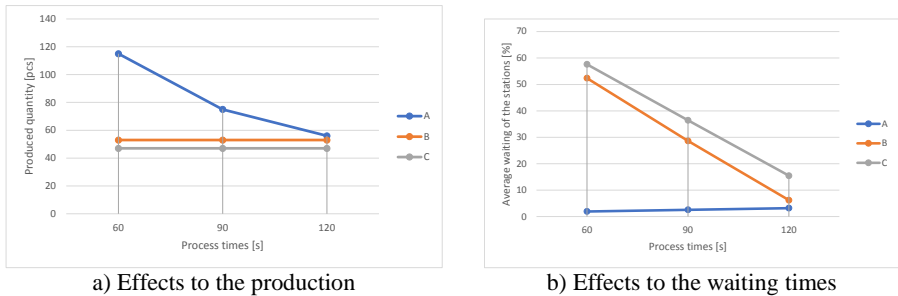 Produced quantity [pcs]
140
120
100
80
60
40
20
0
60 90 120
Process times [s]
A
B
C
a) Effects to the production
Average waiting of the stations [%]
70
60
50
40
30
20
10
0
60 90 120
Process times [s]
A
B
C
b) Effects to the waiting times